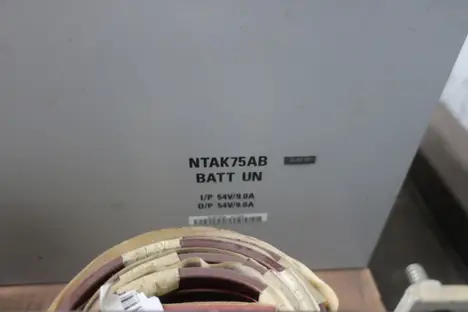 NTAK75AB
BATT UN
I/P 54V/9.0A
O/P 54V/9.0A